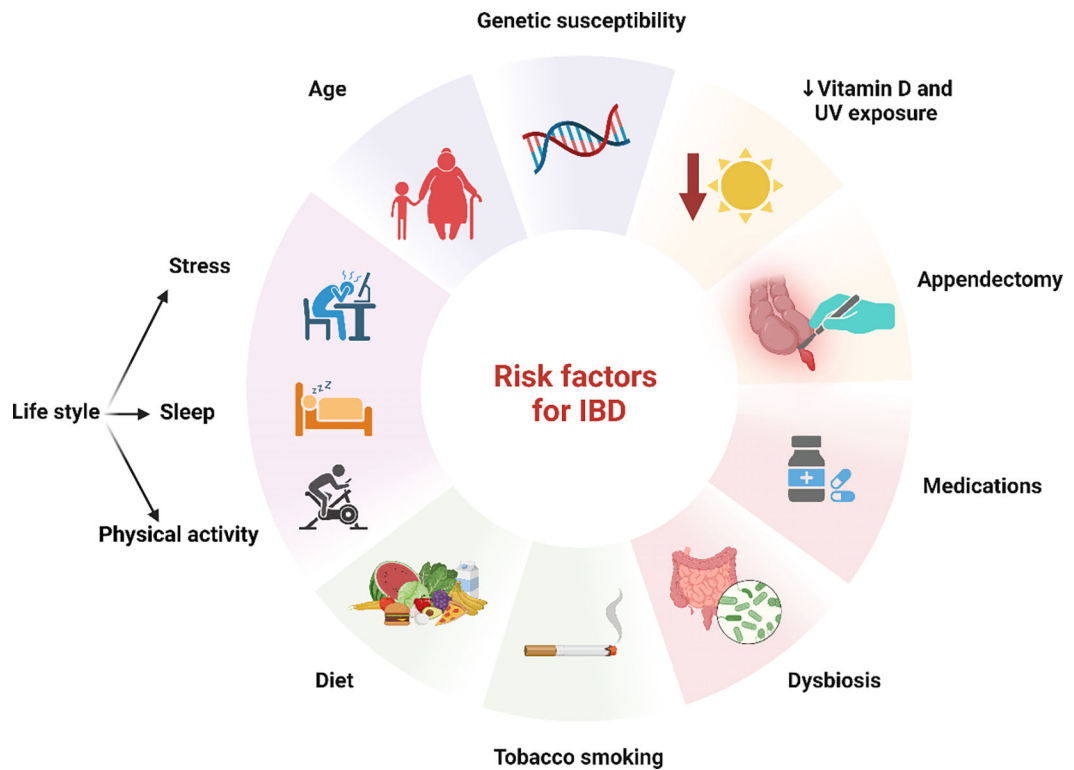 Genetic susceptibility
Age
↓Vitamin D and
UV exposure
Stress
Appendectomy
zzz
Risk factors
for IBD
Life style
Sleep
Medications
Physical activity
Diet
Dysbiosis
Tobacco smoking